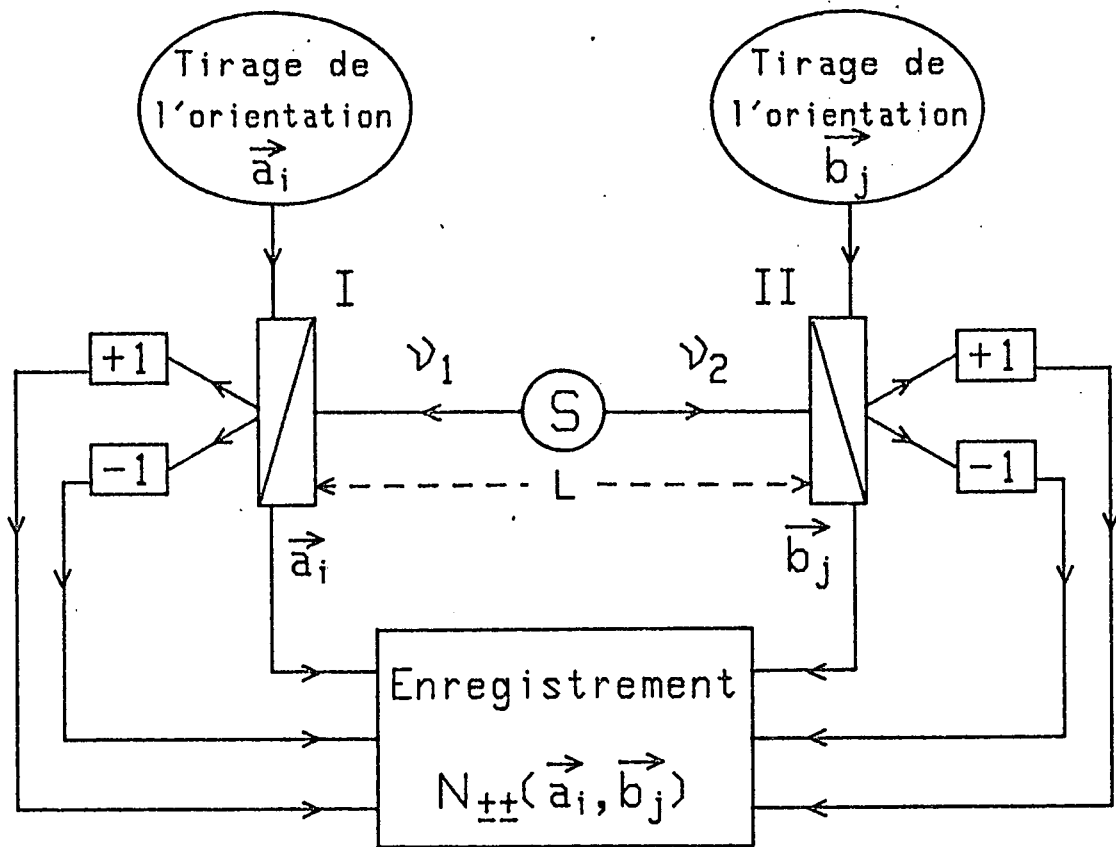 Tirage de
l'orientation
a⃗ᵢ
Tirage de
l'orientation
b⃗ⱼ
I
II
+1
-1
ν₁
S
ν₂
+1
-1
L
a⃗ᵢ
b⃗ⱼ
Enregistrement
N±±(a⃗ᵢ, b⃗ⱼ)